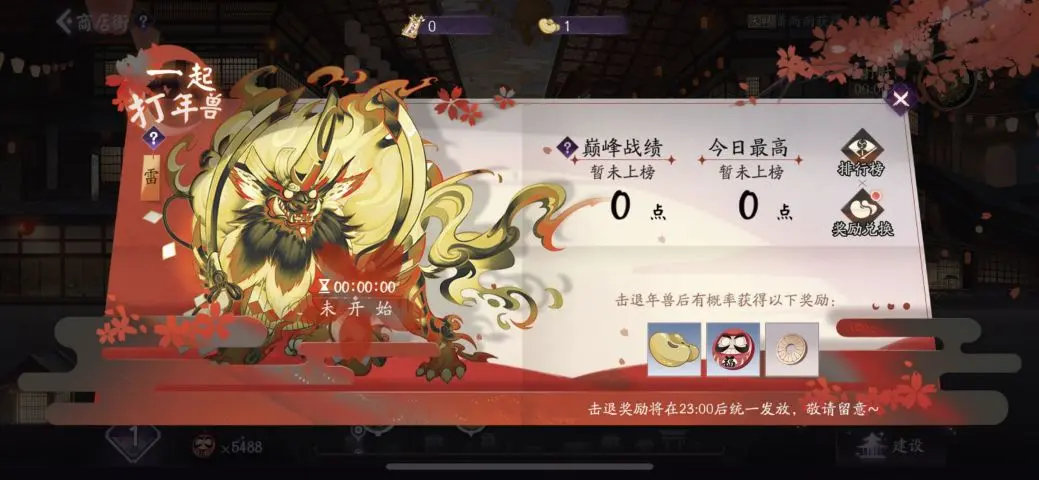 商店街 ?
0
1
一起
打年兽
?
雷
00:00:00
未开始
? 巅峰战绩
暂未上榜
0 点
今日最高
暂未上榜
0 点
排行榜
奖励兑换
击退年兽后有概率获得以下奖励：
福
击退奖励将在23:00后统一发放，敬请留意~
1
×5488
建设